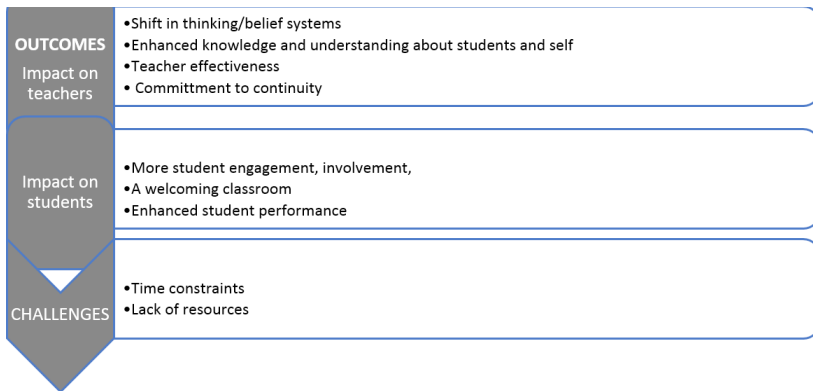 OUTCOMES
Impact on
teachers
•Shift in thinking/belief systems
•Enhanced knowledge and understanding about students and self
•Teacher effectiveness
• Committment to continuity
Impact on
students
•More student engagement, involvement,
•A welcoming classroom
•Enhanced student performance
CHALLENGES
•Time constraints
•Lack of resources